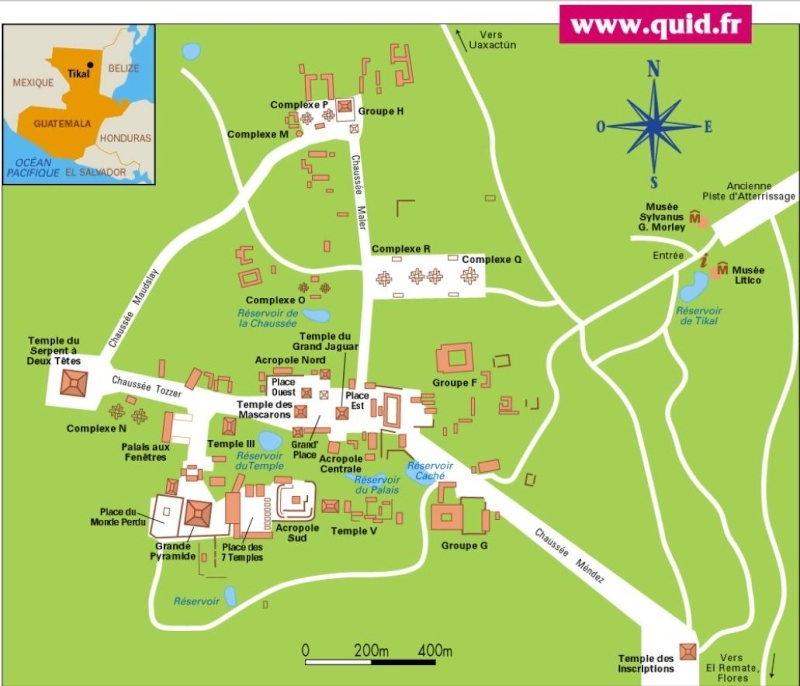 www.quid.fr
MEXIQUE
Tikal
BELIZE
GUATEMALA
HONDURAS
OCÉAN
PACIFIQUE
EL SALVADOR
Vers
Uaxactún
N
O
E
S
Complexe P
Groupe H
Complexe M
Chaussée Maler
Ancienne
Piste d'Atterrissage
Musée
Sylvanus
G. Morley
Entrée
i
M
M
Musée
Lítico
Réservoir
de Tikal
Complexe R
Complexe Q
Chaussée Maudslay
Complexe O
Réservoir de
la Chaussée
Temple du
Serpent à
Deux Têtes
Temple du
Grand Jaguar
Acropole Nord
Chaussée Tozzer
Place
Ouest
Place
Est
Groupe F
Temple des
Mascarons
Complexe N
Palais aux
Fenêtres
Temple III
Grand'
Place
Réservoir
du Temple
Acropole
Centrale
Réservoir
du Palais
Réservoir
Caché
Place du
Monde Perdu
Grande
Pyramide
Place des
7 Temples
Acropole
Sud
Temple V
Groupe G
Chaussée Méndez
Réservoir
0 200m 400m
Temple des
Inscriptions
Vers
El Remate,
Flores